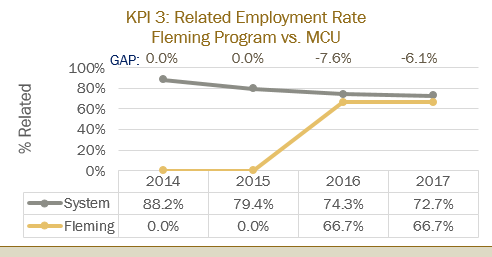 KPI 3: Related Employment Rate
Fleming Program vs. MCU
GAP: 0.0% 0.0% -7.6% -6.1%
% Related
100%
80%
60%
40%
20%
0%
2014 2015 2016 2017
System 88.2% 79.4% 74.3% 72.7%
Fleming 0.0% 0.0% 66.7% 66.7%